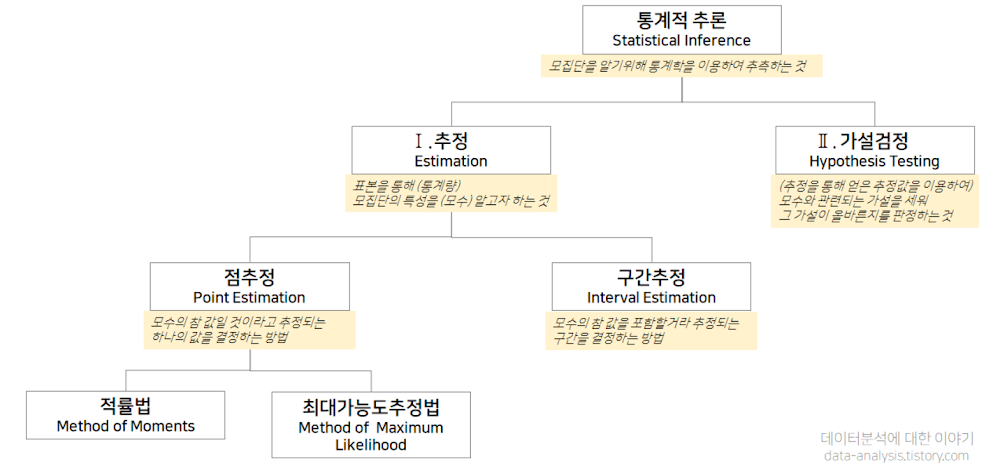 통계적 추론
Statistical Inference
모집단을 알기위해 통계학을 이용하여 추측하는 것
Ⅰ.추정
Estimation
표본을 통해 (통계량)
모집단의 특성을 (모수) 알고자 하는 것
Ⅱ.가설검정
Hypothesis Testing
(추정을 통해 얻은 추정값을 이용하여)
모수와 관련되는 가설을 세워
그 가설이 올바른지를 판정하는 것
점추정
Point Estimation
모수의 참 값일 것이라고 추정되는
하나의 값을 결정하는 방법
구간추정
Interval Estimation
모수의 참 값을 포함할거라 추정되는
구간을 결정하는 방법
적률법
Method of Moments
최대가능도추정법
Method of Maximum
Likelihood
데이터분석에 대한 이야기
data-analysis.tistory.com